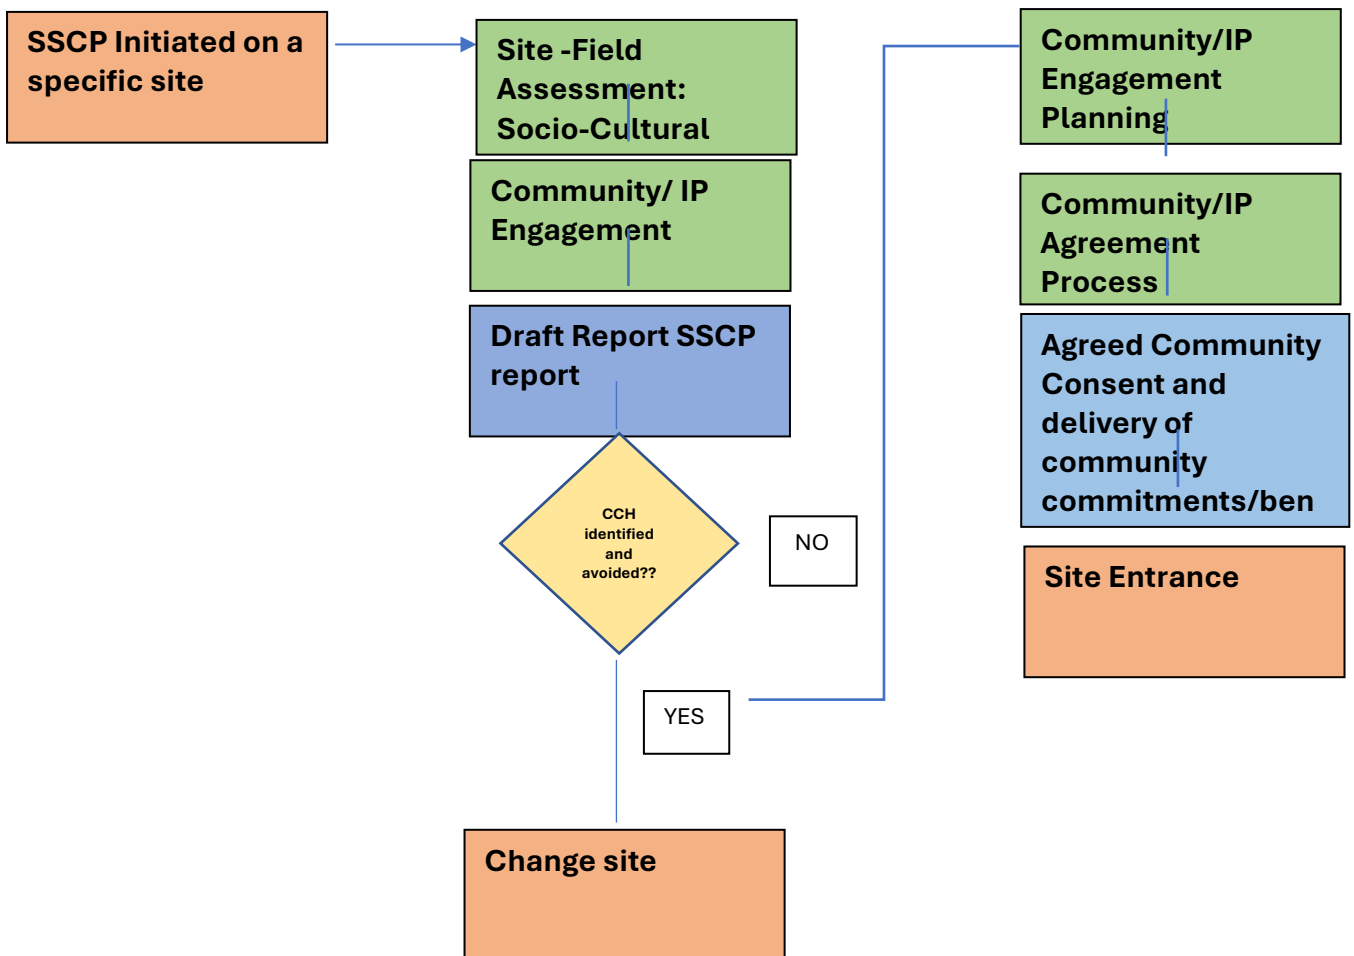 SSCP Initiated on a
specific site
Site -Field
Assessment:
Socio-Cultural
Community/ IP
Engagement
Draft Report SSCP
report
CCH
identified
and
avoided??
NO
YES
Change site
Community/IP
Engagement
Planning
Community/IP
Agreement
Process
Agreed Community
Consent and
delivery of
community
commitments/ben
Site Entrance